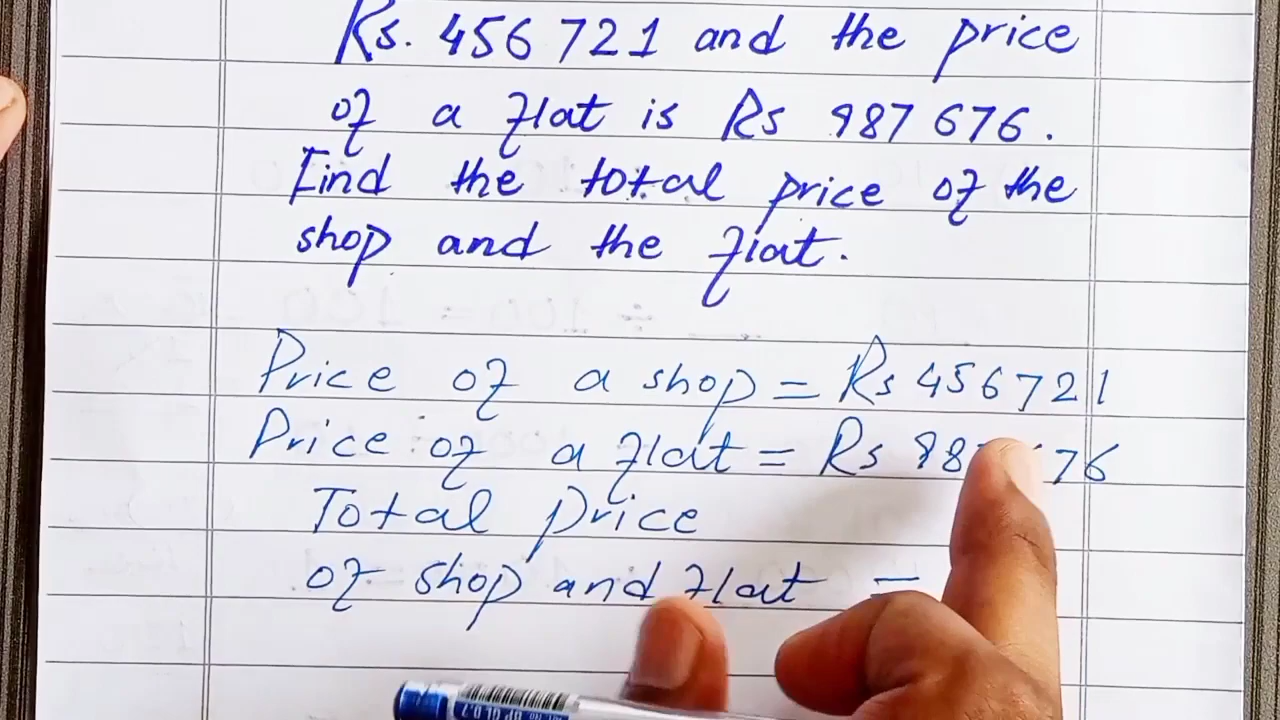 Rs. 456 721 and the price
of a flat is Rs 987 676.
Find the total price of the
shop and the flat.
Price of a shop = Rs 456721
Price of a flat = Rs
Total price
of shop and flat =